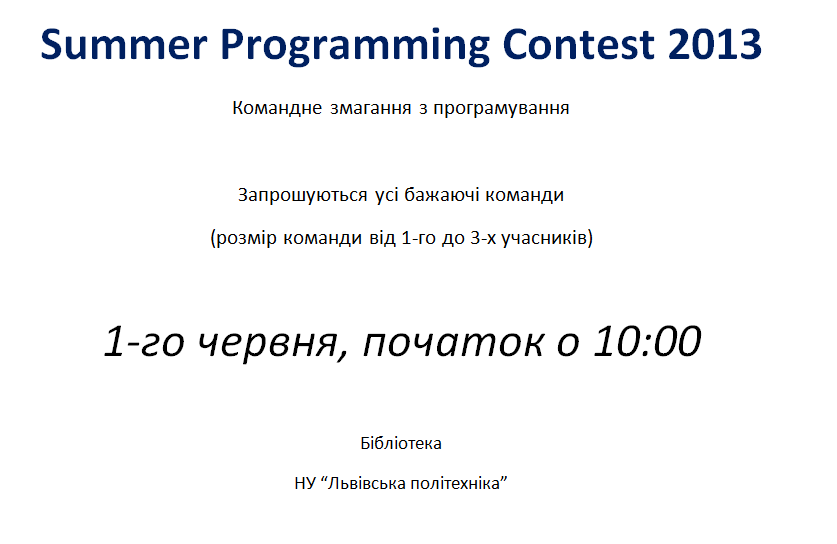 Summer Programming Contest 2013
Командне змагання з програмування
Запрошуються усі бажаючі команди
(розмір команди від 1-го до 3-х учасників)
1-го червня, початок о 10:00
Бібліотека
НУ “Львівська політехніка”